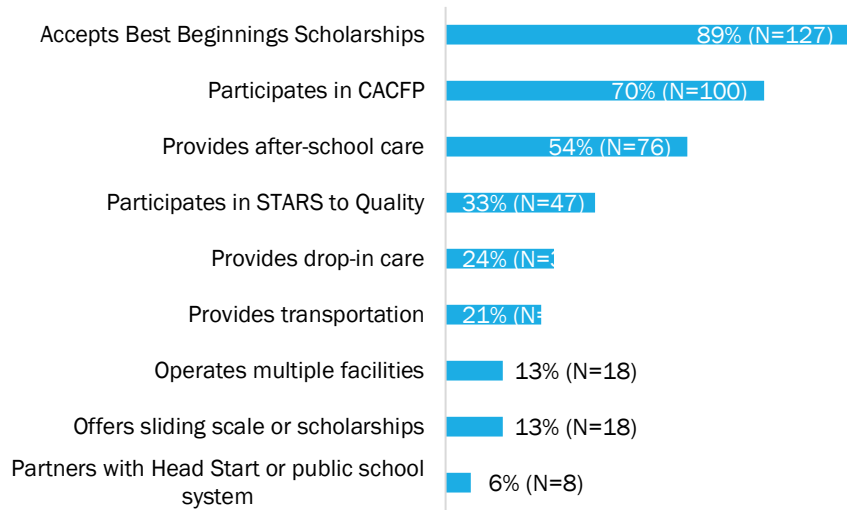 Accepts Best Beginnings Scholarships 89% (N=127)
Participates in CACFP 70% (N=100)
Provides after-school care 54% (N=76)
Participates in STARS to Quality 33% (N=47)
Provides drop-in care 24% (N=
Provides transportation 21% (N=
Operates multiple facilities 13% (N=18)
Offers sliding scale or scholarships 13% (N=18)
Partners with Head Start or public school
system 6% (N=8)